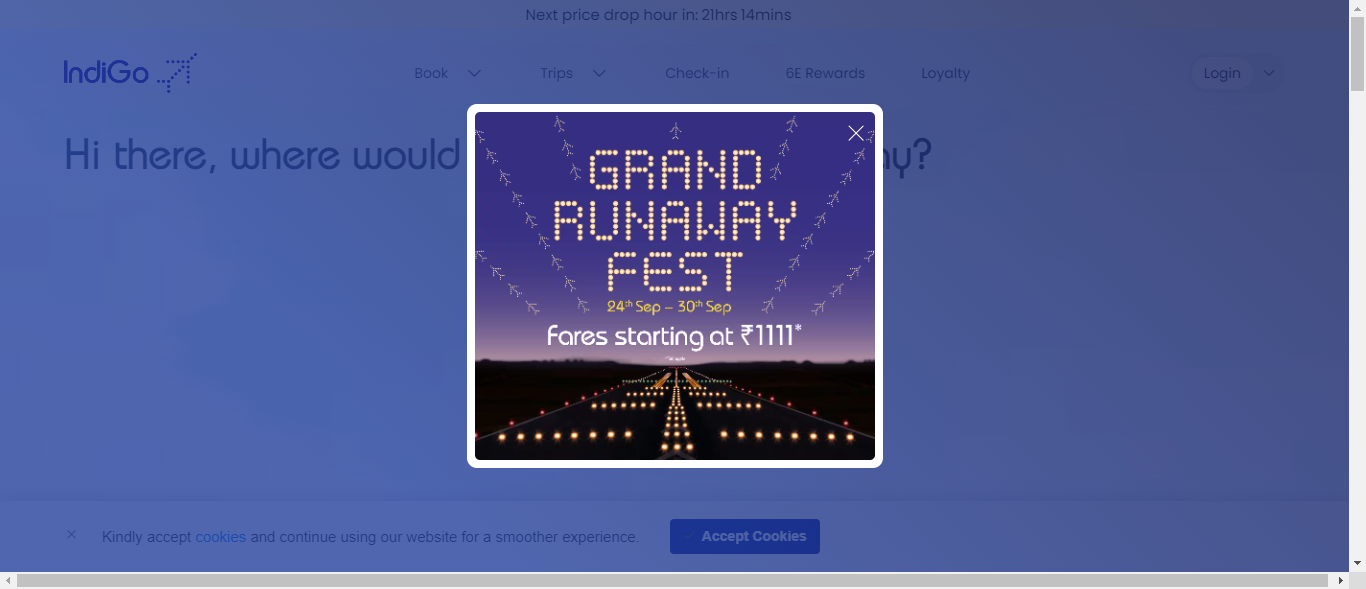 Next price drop hour in: 21hrs 14mins
IndiGo
Book
Trips
Check-in
6E Rewards
Loyalty
Login
Hi there, where would
ay?
GRAND
RUNAWAY
FEST
24th Sep – 30th Sep
Fares starting at ₹1111*
Kindly accept cookies and continue using our website for a smoother experience.
Accept Cookies